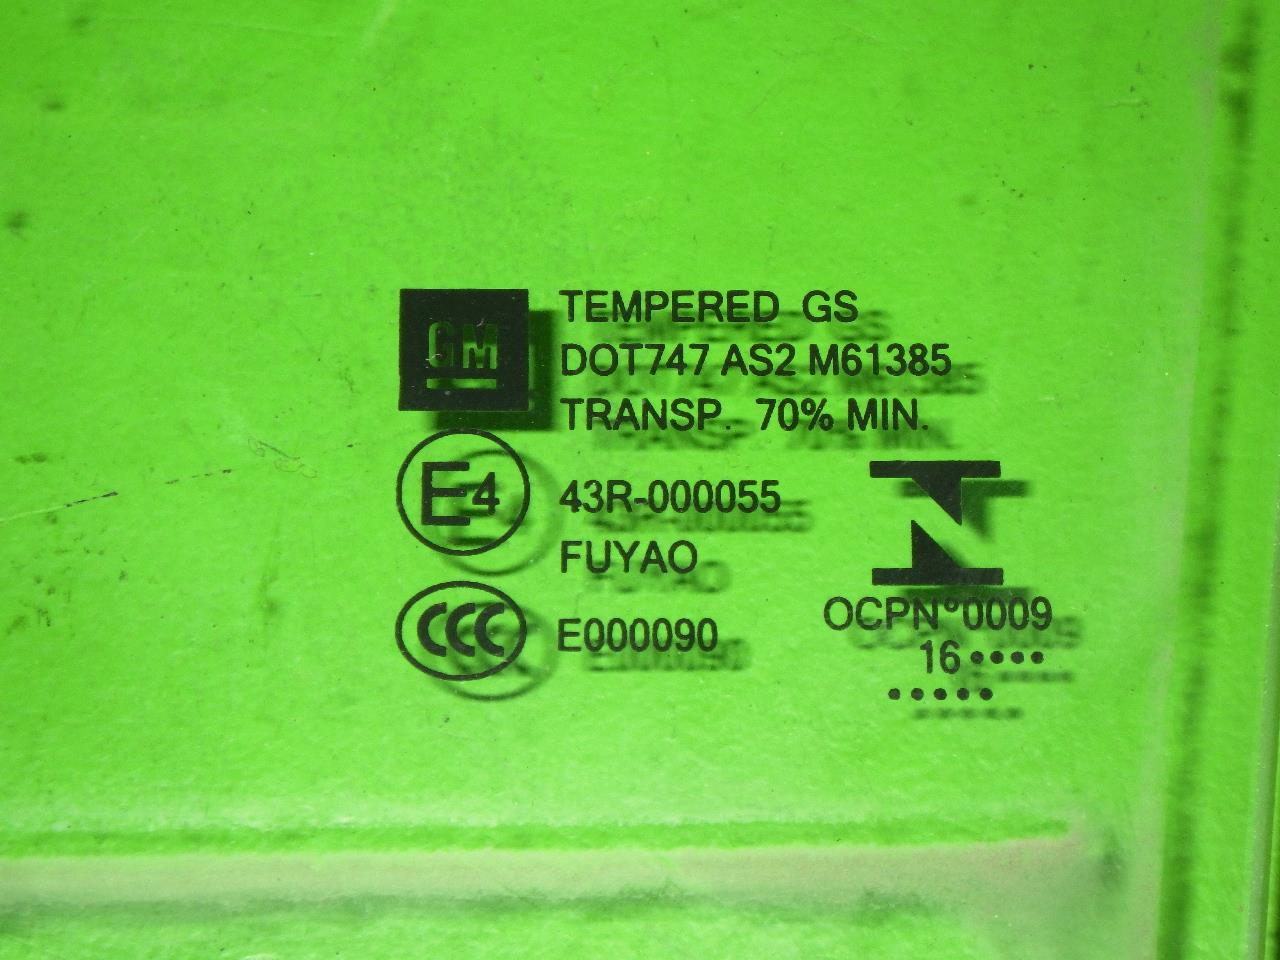 GM
TEMPERED GS
DOT747 AS2 M61385
TRANSP. 70% MIN.
E4
43R-000055
FUYAO
CCC
E000090
N
OCPN°0009
16••••
•••••